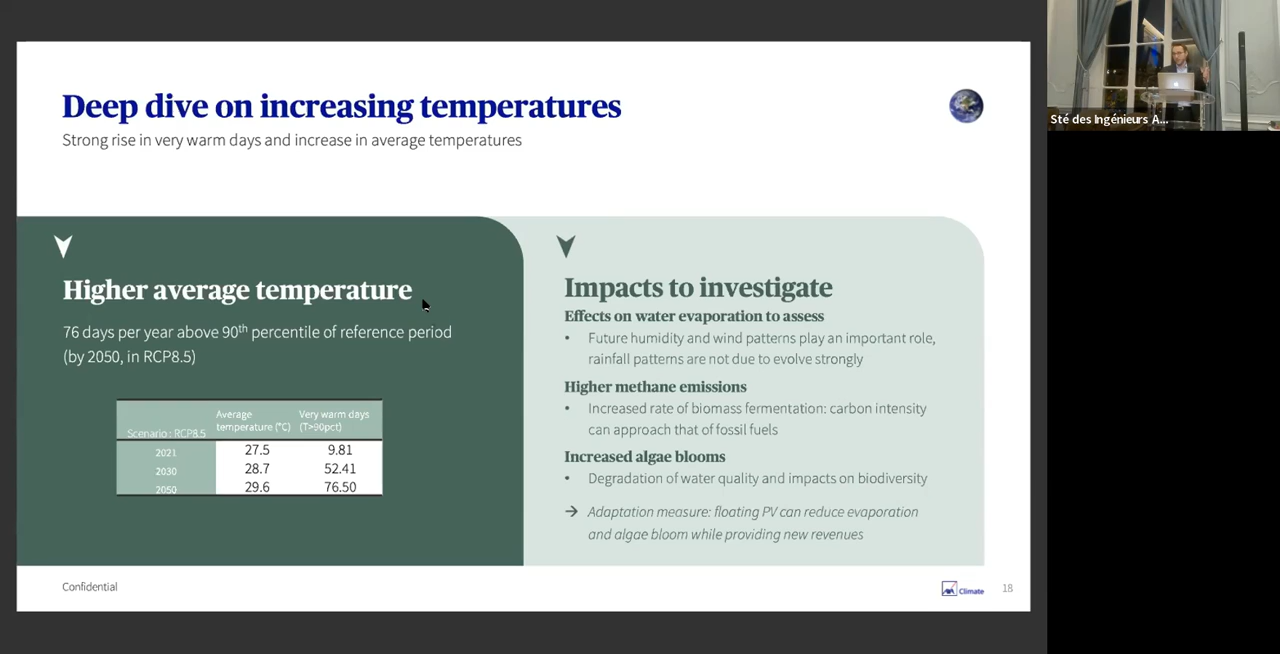 Deep dive on increasing temperatures
Strong rise in very warm days and increase in average temperatures
Sté des Ingénieurs A...
Higher average temperature
76 days per year above 90th percentile of reference period
(by 2050, in RCP8.5)
Scenario : RCP8.5 Average temperature (°C) Very warm days (T>90pct)
2021 27.5 9.81
2030 28.7 52.41
2050 29.6 76.50
Impacts to investigate
Effects on water evaporation to assess
• Future humidity and wind patterns play an important role,
rainfall patterns are not due to evolve strongly
Higher methane emissions
• Increased rate of biomass fermentation: carbon intensity
can approach that of fossil fuels
Increased algae blooms
• Degradation of water quality and impacts on biodiversity
→ Adaptation measure: floating PV can reduce evaporation
and algae bloom while providing new revenues
Confidential
AXA Climate
18